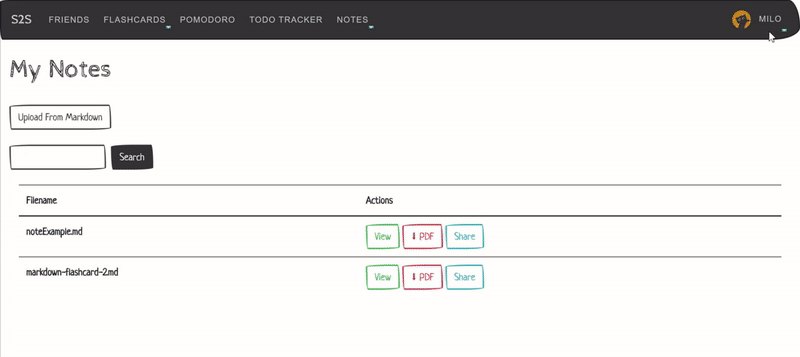 S2S FRIENDS FLASHCARDS POMODORO TODO TRACKER NOTES MILO
My Notes
Upload From Markdown
Search
Filename Actions
noteExample.md View ⬇ PDF Share
markdown-flashcard-2.md View ⬇ PDF Share